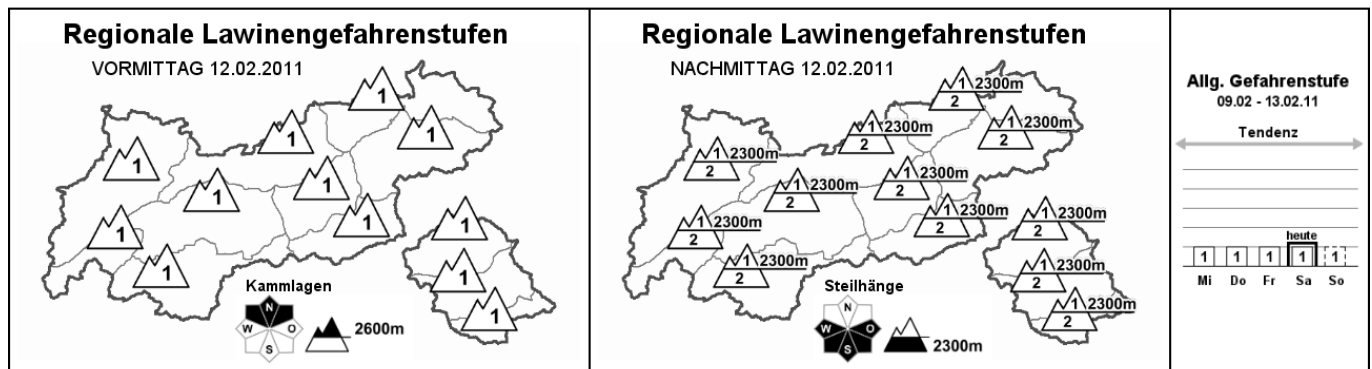 Regionale Lawinengefahrenstufen
VORMITTAG 12.02.2011
1
1
1
1
1
1
1
1
1
1
1
1
Kammlagen
N
W O
S
2600m
Regionale Lawinengefahrenstufen
NACHMITTAG 12.02.2011
1 2300m
2
1 2300m
2
1 2300m
2
1 2300m
2
1 2300m
2
1 2300m
2
1 2300m
2
1 2300m
2
1 2300m
2
1 2300m
2
1 2300m
2
1 2300m
2
Steilhänge
N
W O
S
2300m
Allg. Gefahrenstufe
09.02 - 13.02.11
Tendenz
heute
1 1 1 1 1
Mi Do Fr Sa So